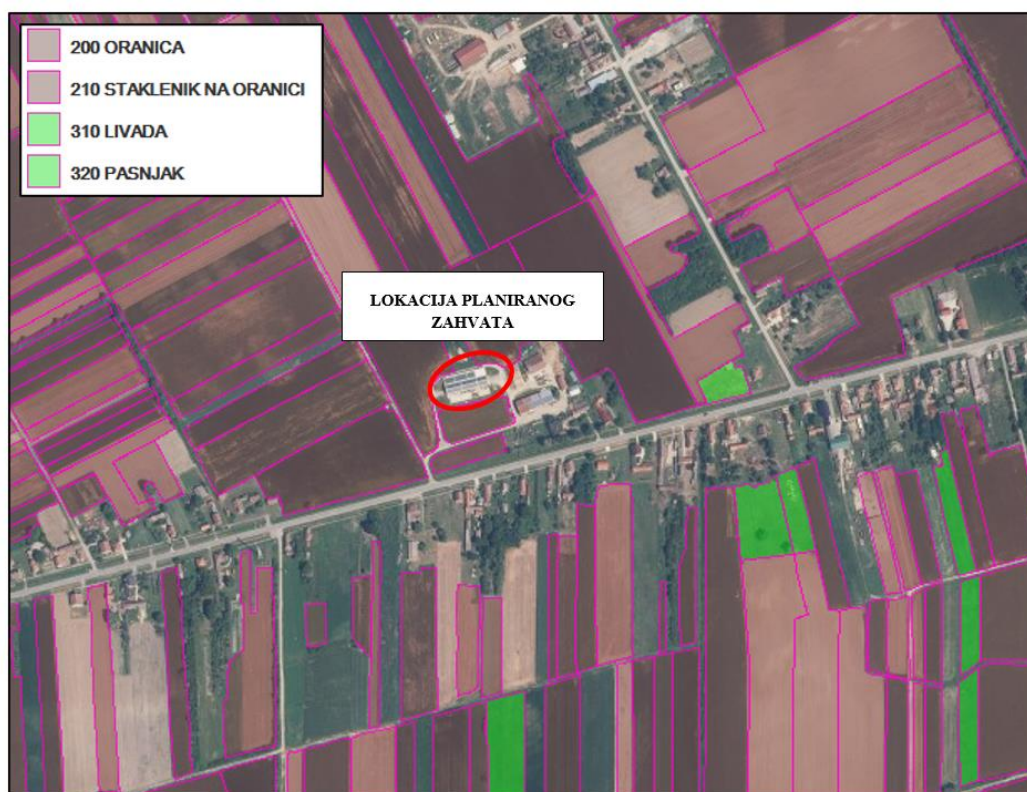 200 ORANICA
210 STAKLENIK NA ORANICI
310 LIVADA
320 PASNJAK
LOKACIJA PLANIRANOG
ZAHVATA